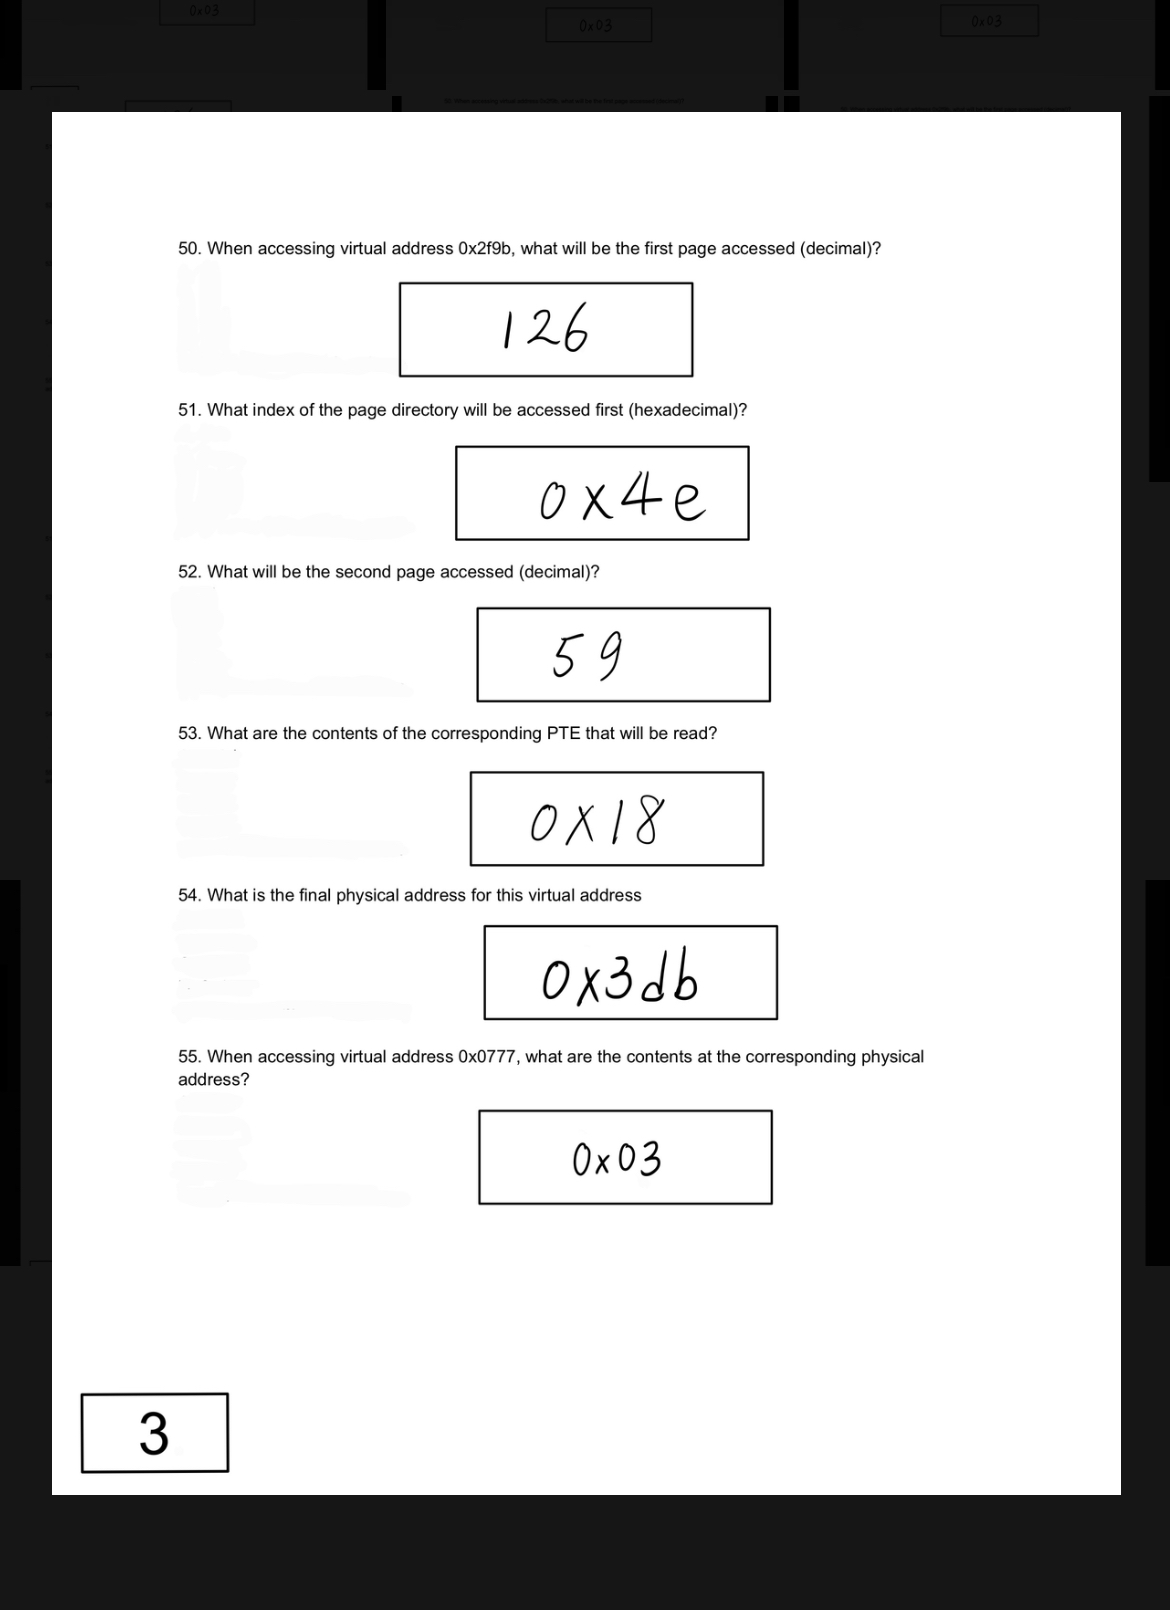 0x03
0x03
0x03
50. When accessing virtual address 0x2f9b, what will be the first page accessed (decimal)?
126
51. What index of the page directory will be accessed first (hexadecimal)?
0x4e
52. What will be the second page accessed (decimal)?
59
53. What are the contents of the corresponding PTE that will be read?
0x18
54. What is the final physical address for this virtual address
0x3db
55. When accessing virtual address 0x0777, what are the contents at the corresponding physical
address?
0x03
3